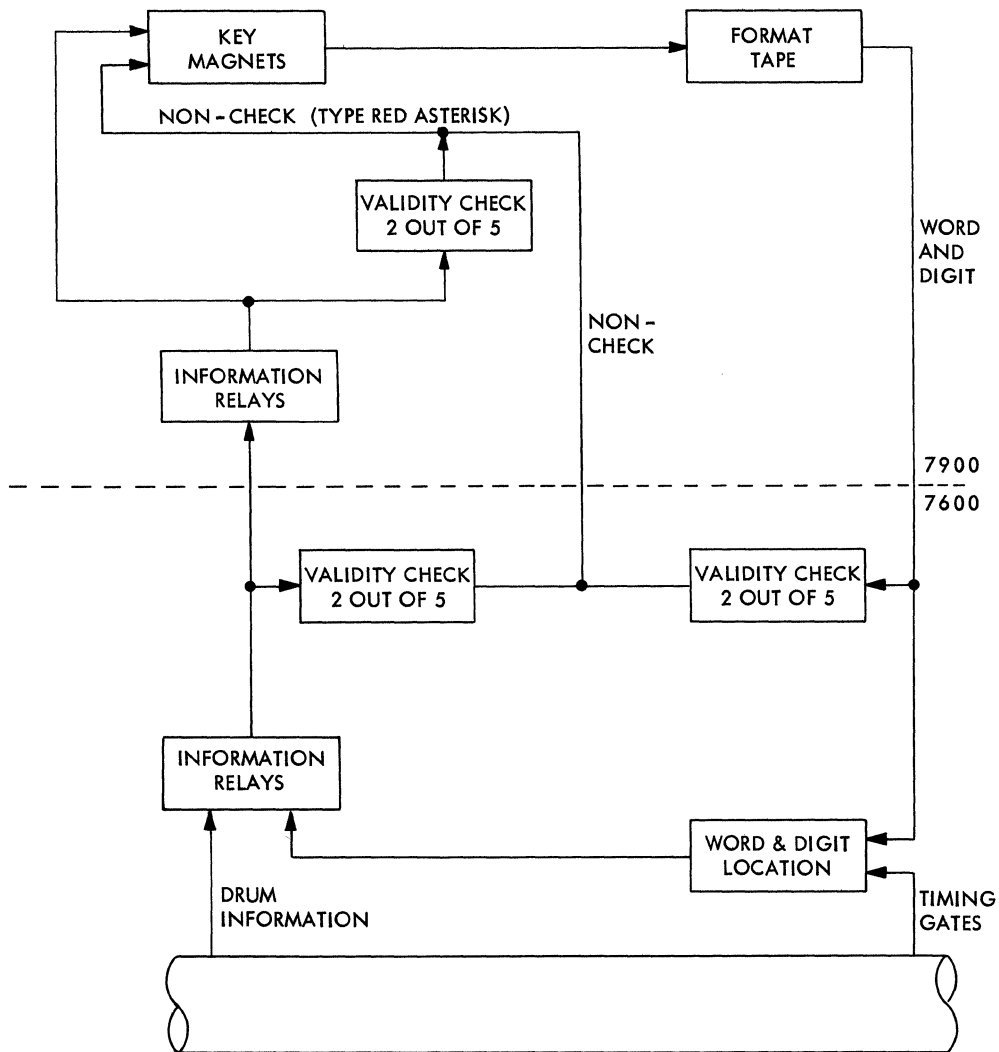 KEY
MAGNETS
FORMAT
TAPE
NON - CHECK (TYPE RED ASTERISK)
VALIDITY CHECK
2 OUT OF 5
WORD
AND
DIGIT
NON -
CHECK
INFORMATION
RELAYS
7900
7600
VALIDITY CHECK
2 OUT OF 5
VALIDITY CHECK
2 OUT OF 5
INFORMATION
RELAYS
WORD & DIGIT
LOCATION
DRUM
INFORMATION
TIMING
GATES